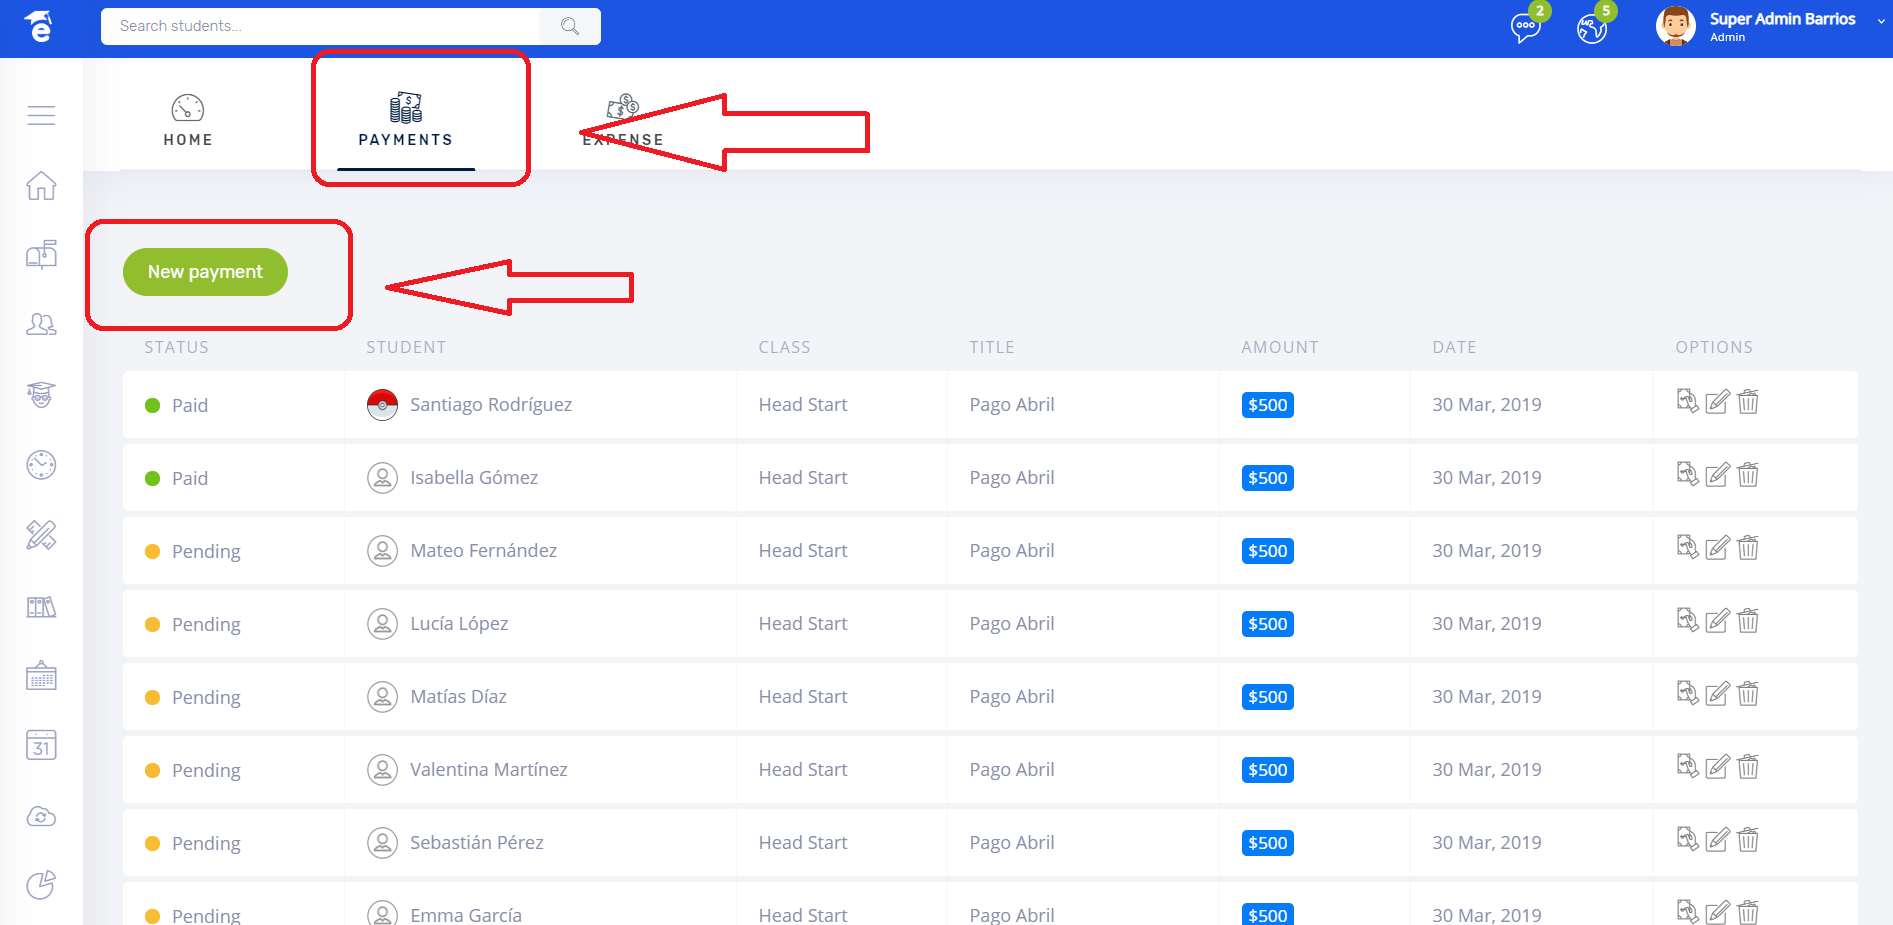 e
Search students...
2
5
Super Admin Barrios
Admin
HOME
PAYMENTS
EXPENSE
New payment
STATUS STUDENT CLASS TITLE AMOUNT DATE OPTIONS
Paid Santiago Rodríguez Head Start Pago Abril $500 30 Mar, 2019
Paid Isabella Gómez Head Start Pago Abril $500 30 Mar, 2019
Pending Mateo Fernández Head Start Pago Abril $500 30 Mar, 2019
Pending Lucía López Head Start Pago Abril $500 30 Mar, 2019
Pending Matías Díaz Head Start Pago Abril $500 30 Mar, 2019
Pending Valentina Martínez Head Start Pago Abril $500 30 Mar, 2019
31
Pending Sebastián Pérez Head Start Pago Abril $500 30 Mar, 2019
Pending Emma García Head Start Pago Abril $500 30 Mar, 2019